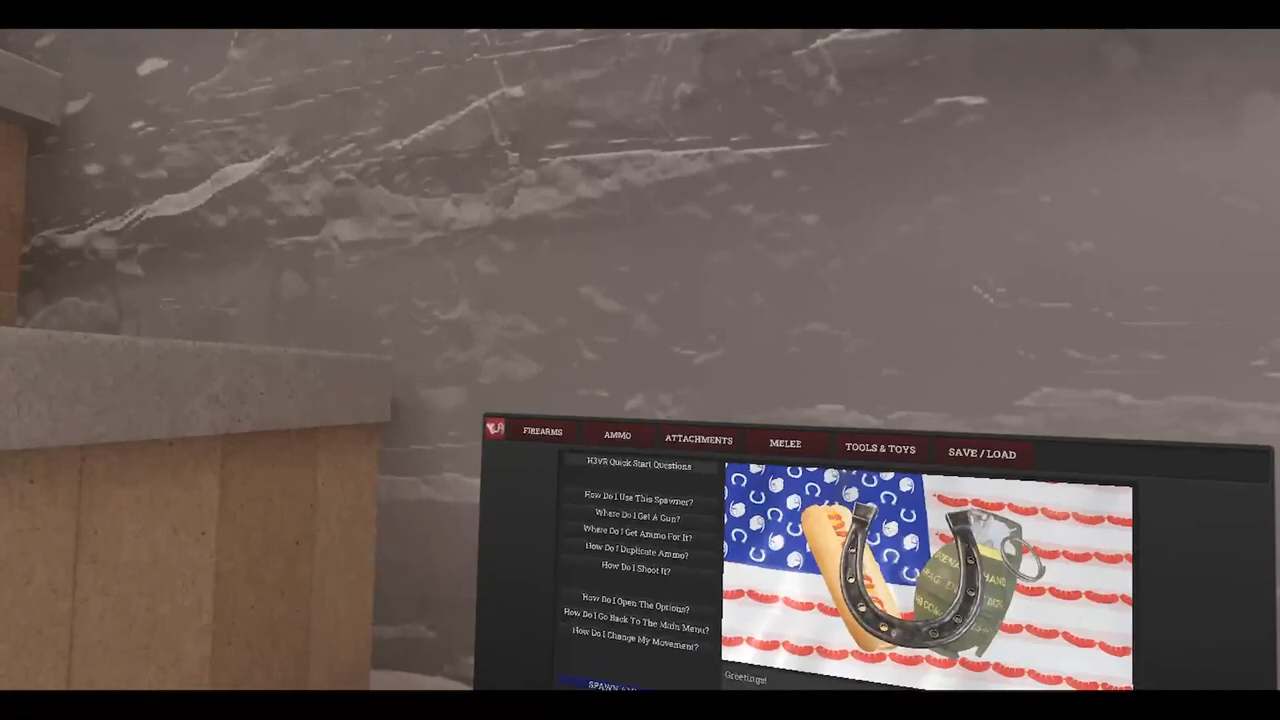 FIREARMS
AMMO
ATTACHMENTS
MELEE
TOOLS & TOYS
SAVE / LOAD
H3VR Quick Start Questions
How Do I Use This Spawner?
Where Do I Get A Gun?
Where Do I Get Ammo For It?
How Do I Duplicate Ammo?
How Do I Shoot It?
How Do I Open The Options?
How Do I Go Back To The Main Menu?
How Do I Change My Movement?
Greetings!
SPAWN
HAND